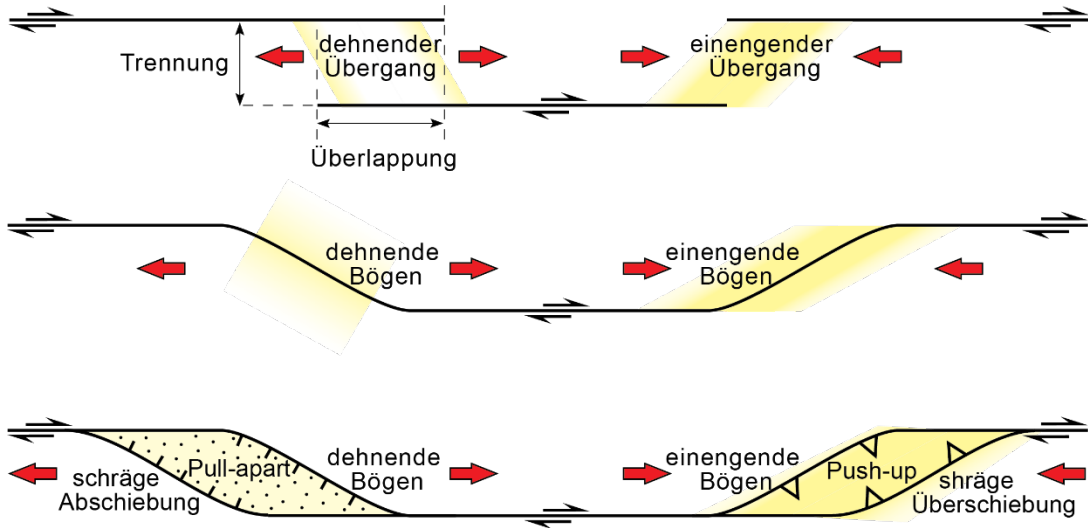 Trennung
dehnender
Übergang
einengender
Übergang
Überlappung
dehnende
Bögen
einengende
Bögen
schräge
Abschiebung
Pull-apart
dehnende
Bögen
einengende
Bögen
Push-up
shräge
Überschiebung